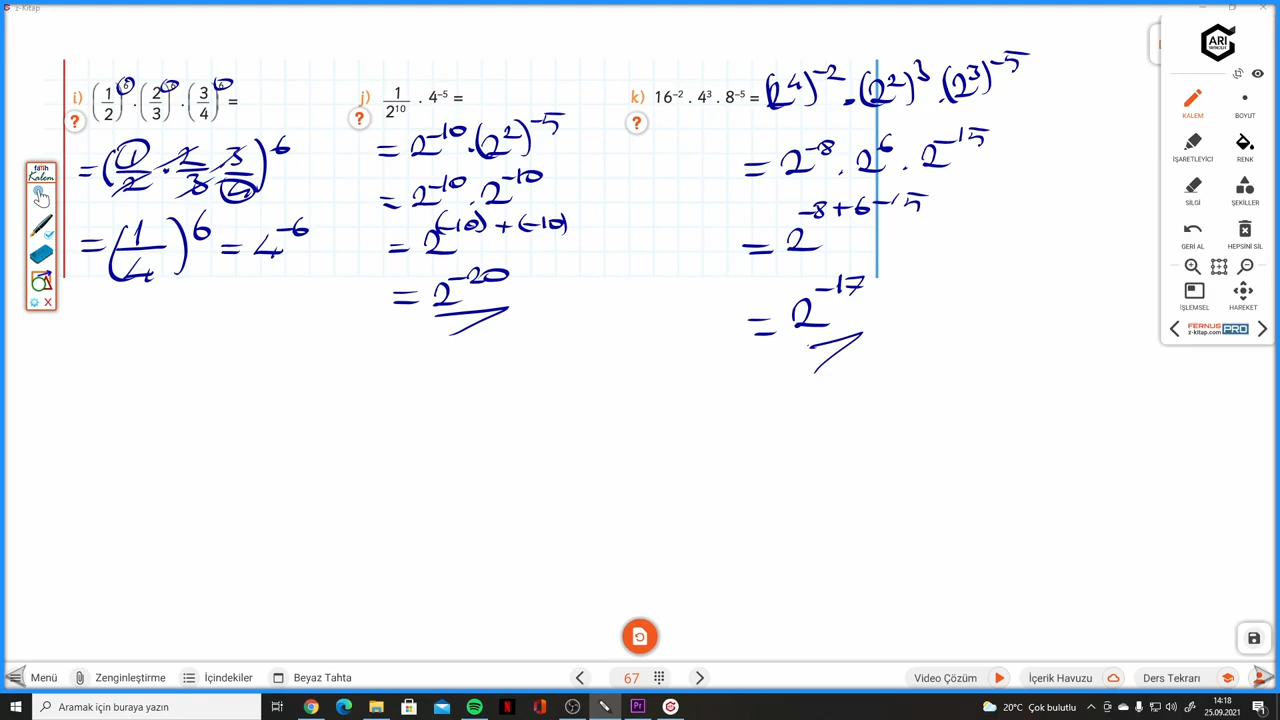 z-Kitap
i) (1/2)⁶ . (2/3)⁶ . (3/4)⁶ =
= (1/2 . 2/3 . 3/4)⁶
= (1/4)⁶ = 4⁻⁶
j) 1/2¹⁰ . 4⁻⁵ =
= 2⁻¹⁰ . (2²)⁻⁵
= 2⁻¹⁰ . 2⁻¹⁰
= 2⁽⁻¹⁰⁾ ⁺ ⁽⁻¹⁰⁾
= 2⁻²⁰
k) 16⁻² . 4³ . 8⁻⁵ = (2⁴)⁻² . (2²)³ . (2³)⁻⁵
= 2⁻⁸ . 2⁶ . 2⁻¹⁵
= 2⁻⁸⁺⁶⁻¹⁵
= 2⁻¹⁷
?
?
?
fatih
Kalem
ARI
KALEM
BOYUT
İŞARETLEYİCİ
RENK
SİLGİ
ŞEKİLLER
GERİ AL
HEPSİNİ SİL
İŞLEMSEL
HAREKET
FERNUS
z-kitap.com
PRO
Menü
Zenginleştirme
İçindekiler
Beyaz Tahta
67
Video Çözüm
İçerik Havuzu
Ders Tekrarı
Aramak için buraya yazın
20°C Çok bulutlu
14:18
25.09.2021